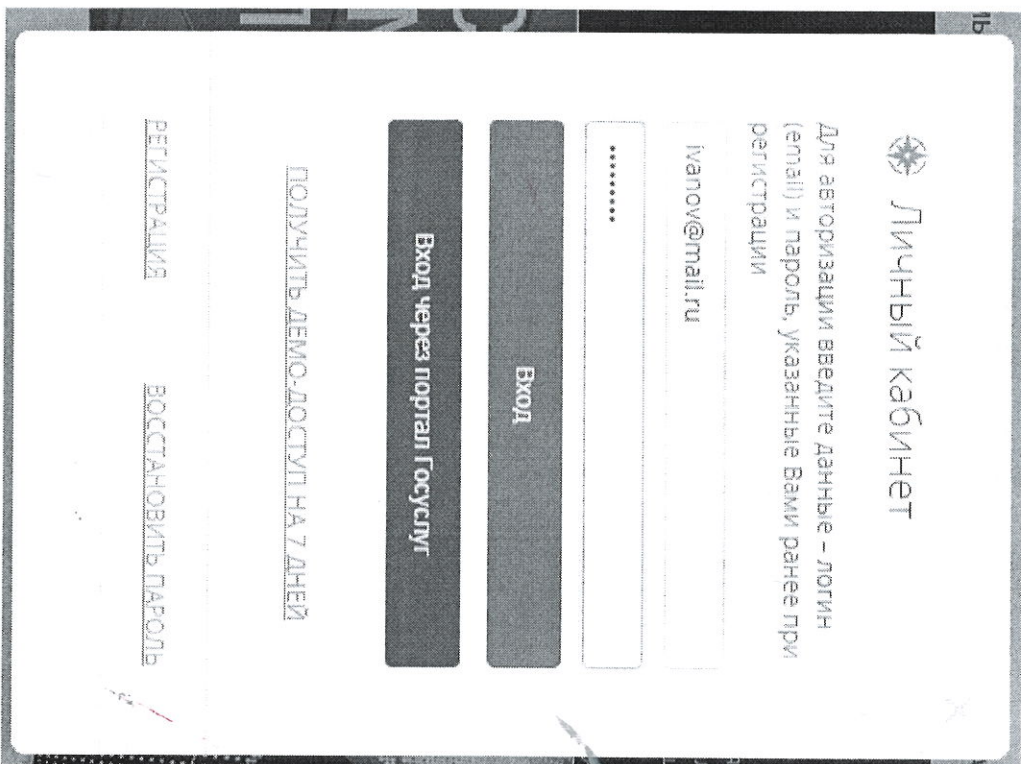 Личный кабинет
Для авторизации введите данные – логин
(email) и пароль, указанные Вами ранее при
регистрации
ivanov@mail.ru
•••••••••
Вход
Вход через портал Госуслуг
ПОЛУЧИТЬ ДЕМО-ДОСТУП НА 7 ДНЕЙ
РЕГИСТРАЦИЯ
ВОССТАНОВИТЬ ПАРОЛЬ